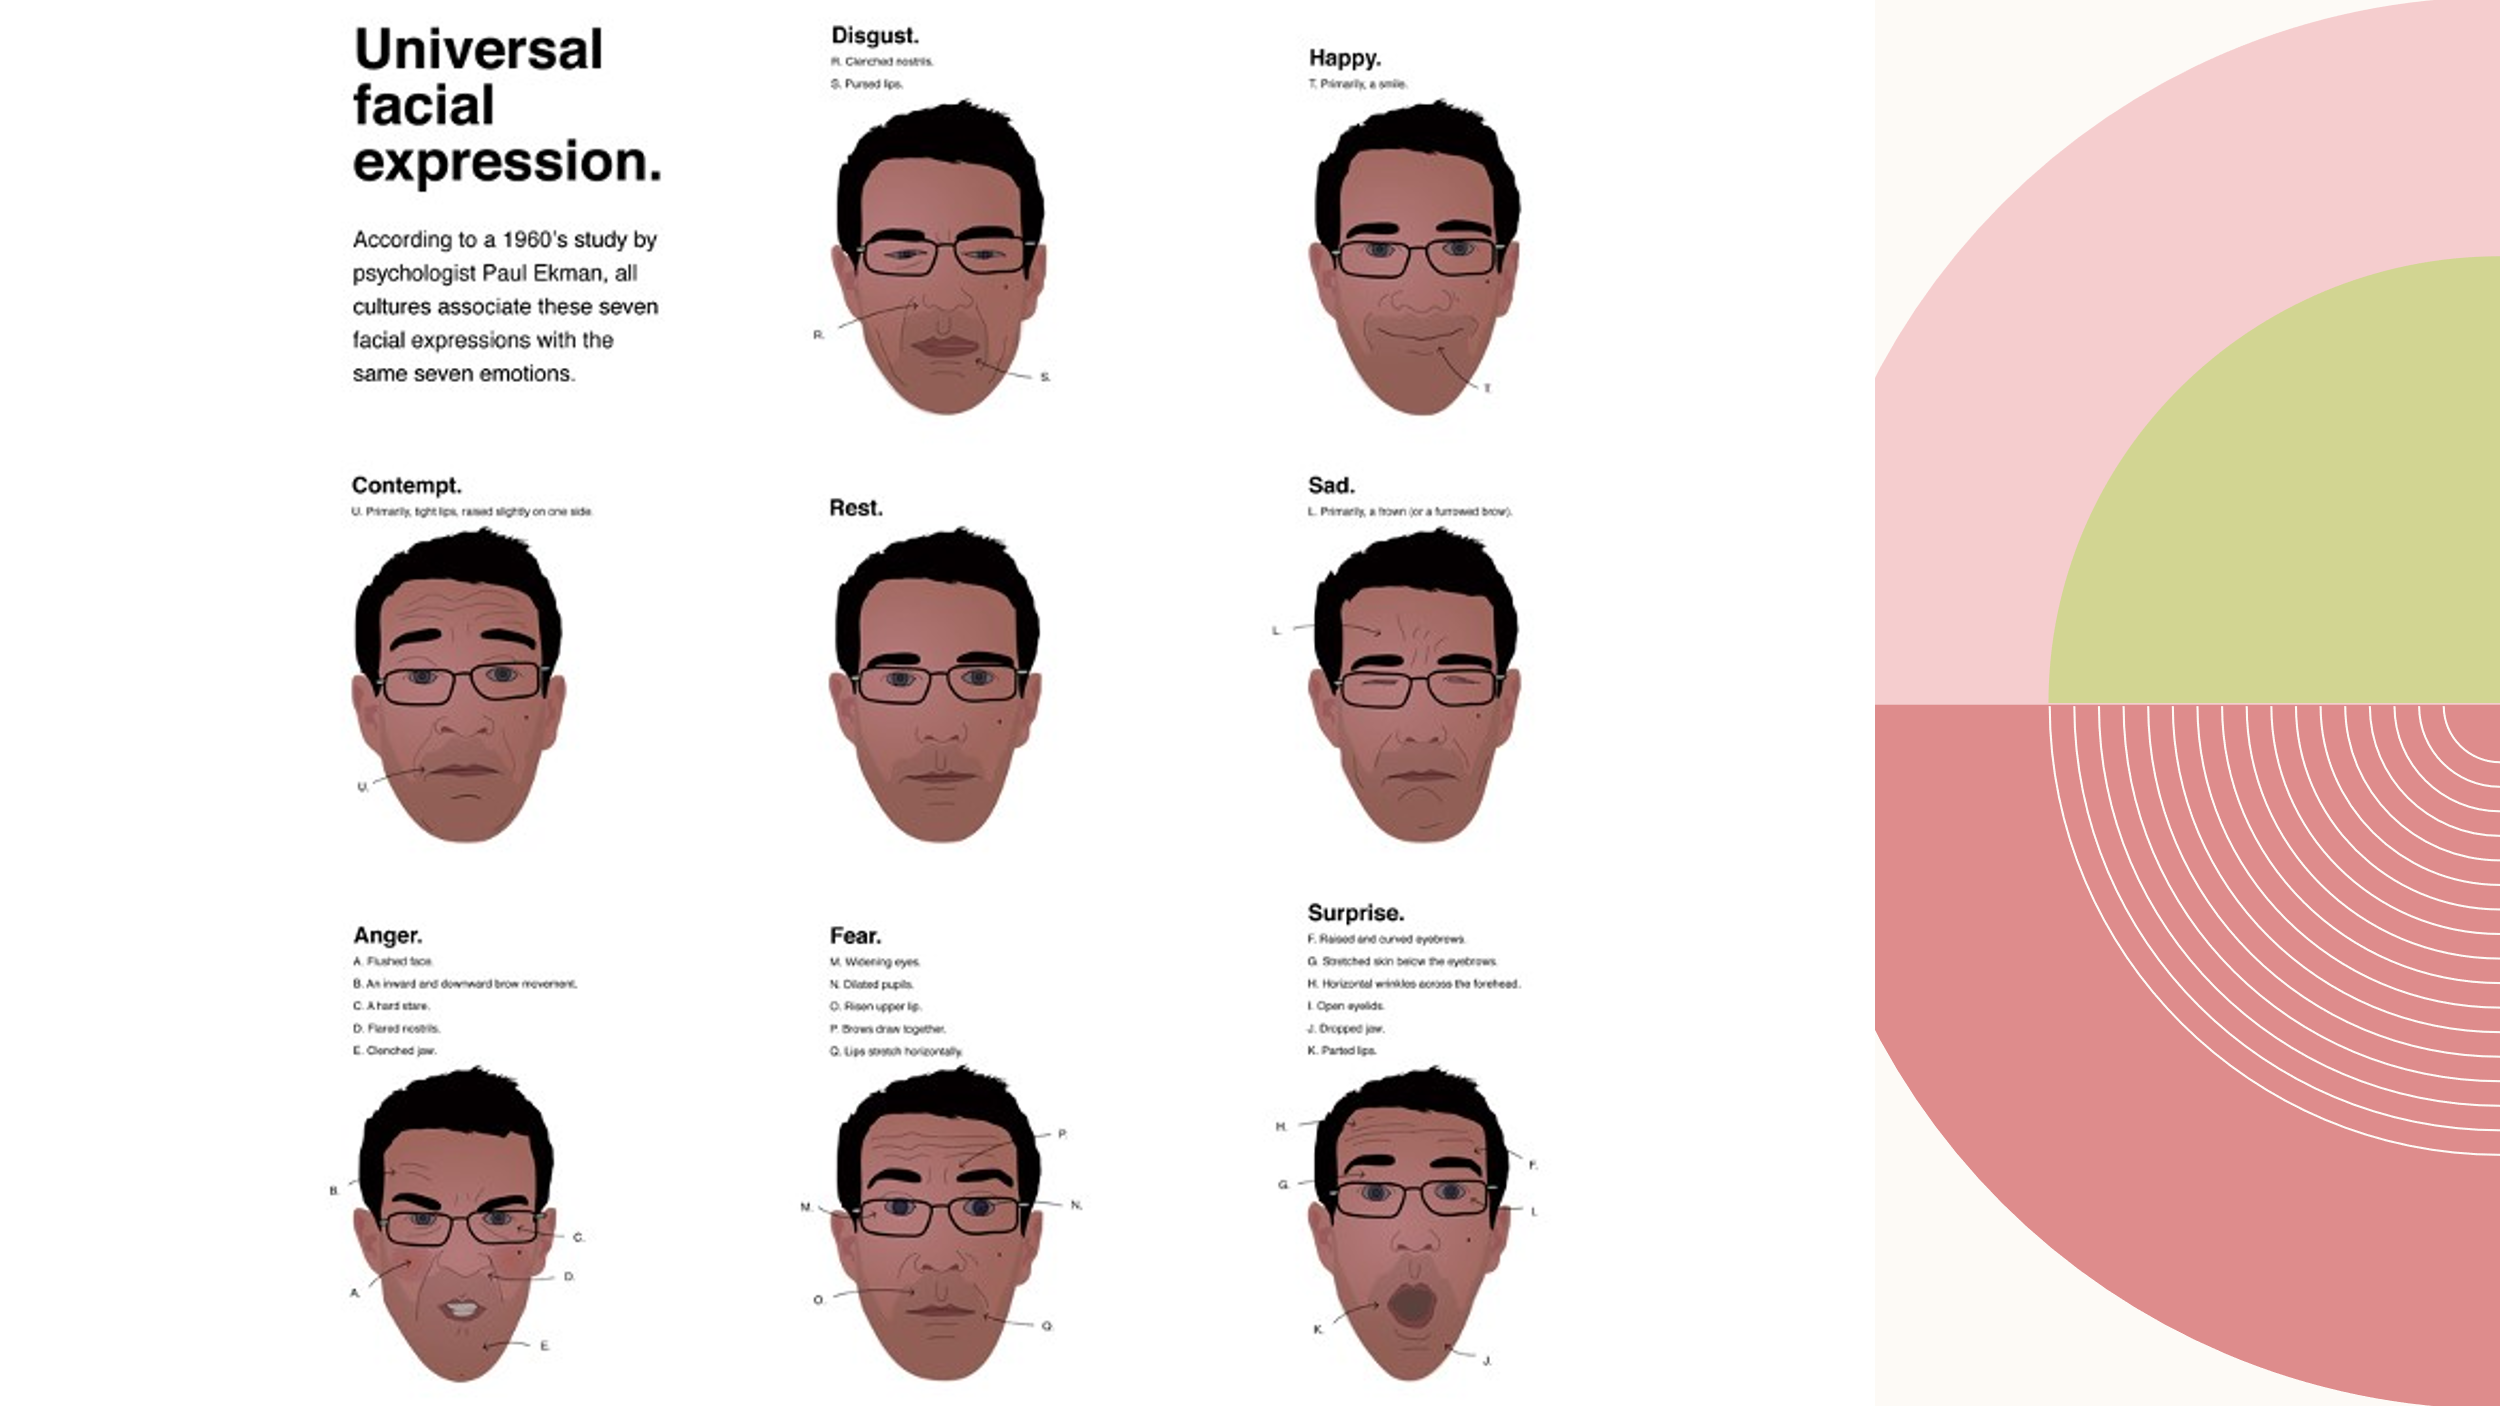 Universal
facial
expression.
According to a 1960's study by
psychologist Paul Ekman, all
cultures associate these seven
facial expressions with the
same seven emotions.
Disgust.
R. Clenched nostrils.
S. Pursed lips.
R.
S.
Happy.
T. Primarily, a smile.
T.
Contempt.
U. Primarily, tight lips, raised slightly on one side.
U.
Rest.
Sad.
L. Primarily, a frown (or a furrowed brow).
L.
Anger.
A. Flushed face.
B. An inward and downward brow movement.
C. A hard stare.
D. Flared nostrils.
E. Clenched jaw.
B.
C.
A.
D.
E.
Fear.
M. Widening eyes.
N. Dilated pupils.
O. Risen upper lip.
P. Brows draw together.
Q. Lips stretch horizontally.
P.
M.
N.
O.
Q.
Surprise.
F. Raised and curved eyebrows.
G. Stretched skin below the eyebrows.
H. Horizontal wrinkles across the forehead.
I. Open eyelids.
J. Dropped jaw.
K. Parted lips.
H.
F.
G.
I.
K.
J.